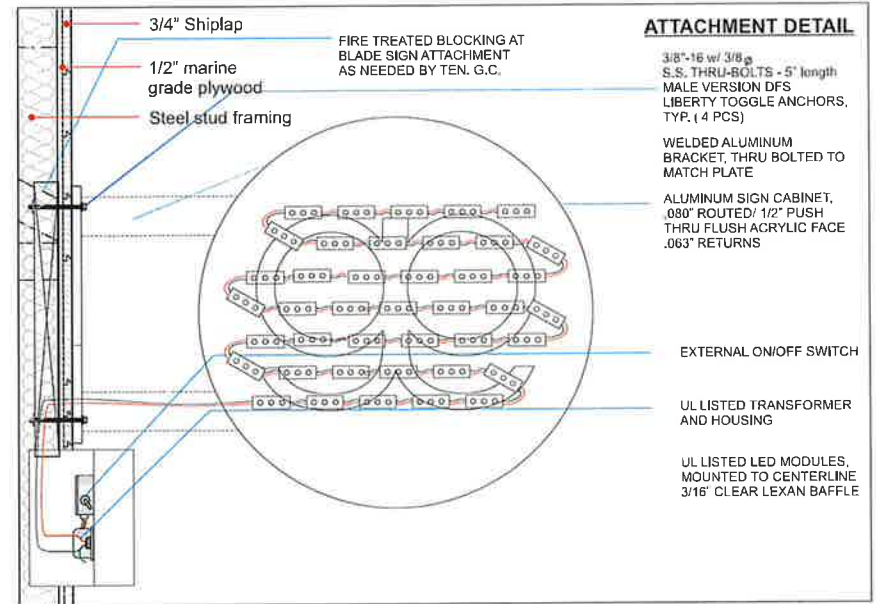 3/4" Shiplap
1/2" marine
grade plywood
Steel stud framing
FIRE TREATED BLOCKING AT
BLADE SIGN ATTACHMENT
AS NEEDED BY TEN. G.C.
ATTACHMENT DETAIL
3/8"-16 w/ 3/8 ø
S.S. THRU-BOLTS - 5" length
MALE VERSION DFS
LIBERTY TOGGLE ANCHORS,
TYP. ( 4 PCS)
WELDED ALUMINUM
BRACKET, THRU BOLTED TO
MATCH PLATE
ALUMINUM SIGN CABINET,
.080" ROUTED/ 1/2" PUSH
THRU FLUSH ACRYLIC FACE
.063" RETURNS
EXTERNAL ON/OFF SWITCH
UL LISTED TRANSFORMER
AND HOUSING
UL LISTED LED MODULES,
MOUNTED TO CENTERLINE
3/16" CLEAR LEXAN BAFFLE